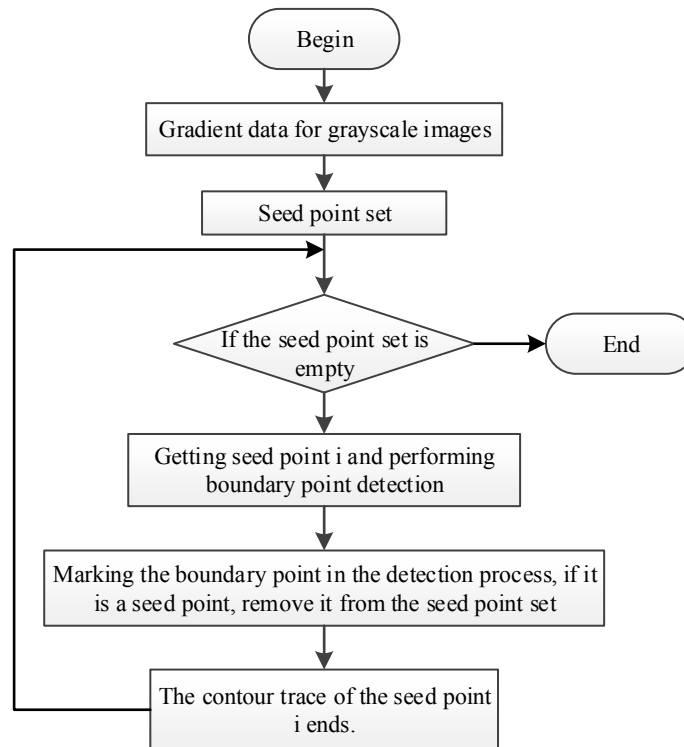 Begin
Gradient data for grayscale images
Seed point set
If the seed point set is
empty
End
Getting seed point i and performing
boundary point detection
Marking the boundary point in the detection process, if it
is a seed point, remove it from the seed point set
The contour trace of the seed point
i ends.